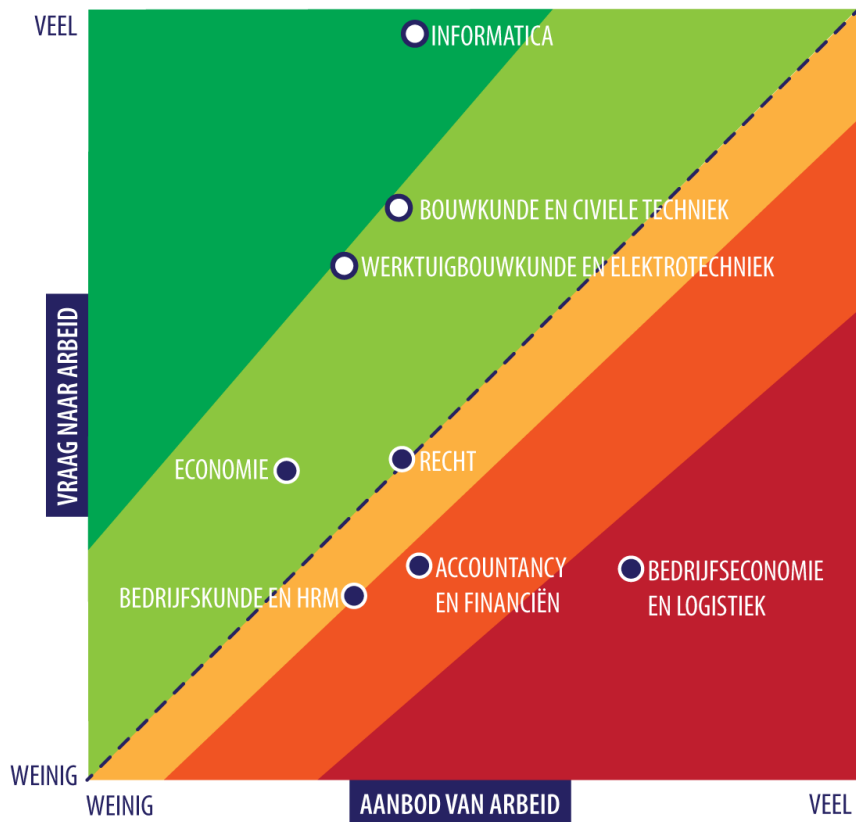 VEEL
INFORMATICA
BOUWKUNDE EN CIVIELE TECHNIEK
WERKTUIGBOUWKUNDE EN ELEKTROTECHNIEK
VRAAG NAAR ARBEID
ECONOMIE
RECHT
ACCOUNTANCY
EN FINANCIËN
BEDRIJFSECONOMIE
EN LOGISTIEK
BEDRIJFSKUNDE EN HRM
WEINIG
WEINIG
AANBOD VAN ARBEID
VEEL